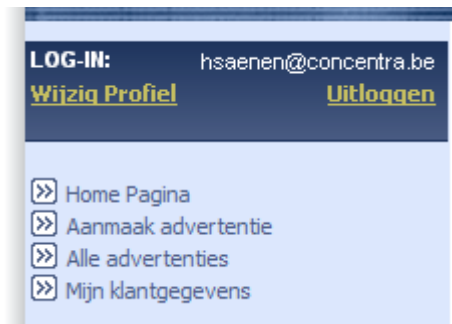 LOG-IN: hsaenen@concentra.be
Wijzig Profiel Uitloggen
Home Pagina
Aanmaak advertentie
Alle advertenties
Mijn klantgegevens